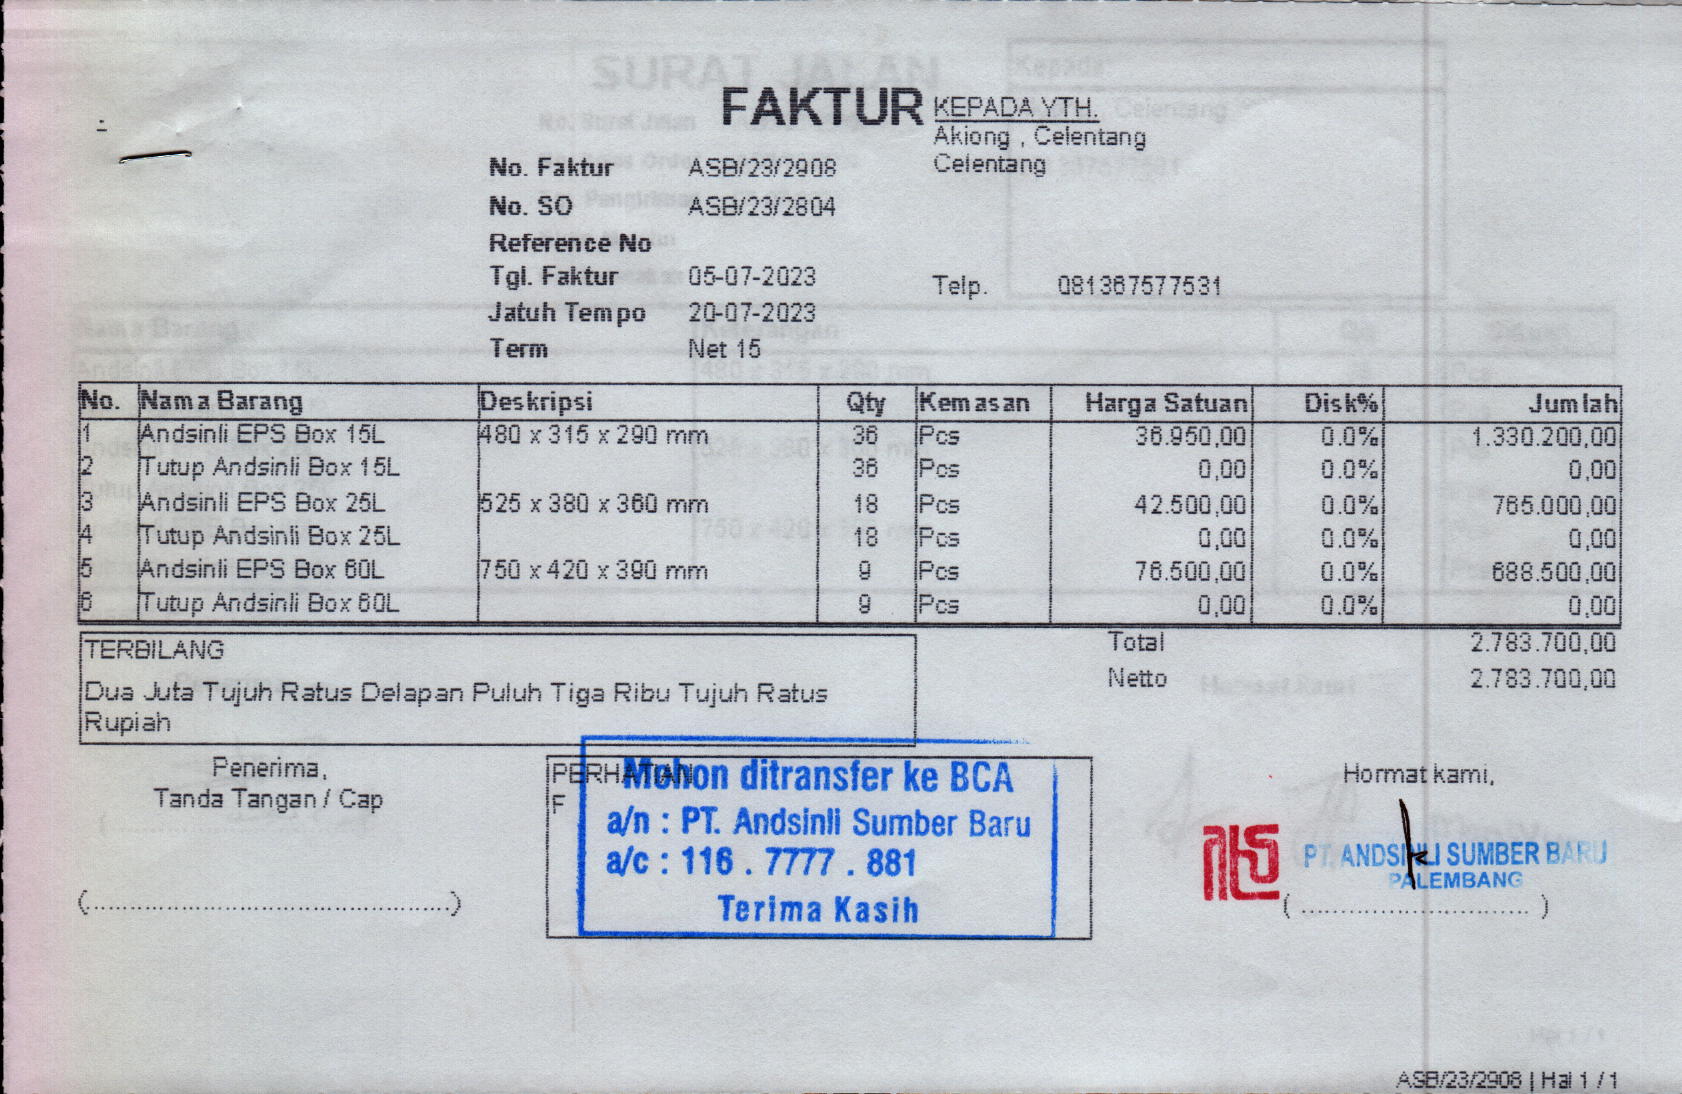 FAKTUR
KEPADA YTH.
Akiong , Celentang
Celentang
No. Faktur ASB/23/2908
No. SO ASB/23/2804
Reference No
Tgl. Faktur 05-07-2023
Telp. 081367577531
Jatuh Tempo 20-07-2023
Term Net 15
No. Nama Barang Deskripsi Qty Kemasan Harga Satuan Disk% Jumlah
1 Andsinli EPS Box 15L 480 x 315 x 290 mm 36 Pcs 36.950,00 0.0% 1.330.200,00
2 Tutup Andsinli Box 15L 36 Pcs 0,00 0.0% 0,00
3 Andsinli EPS Box 25L 525 x 380 x 360 mm 18 Pcs 42.500,00 0.0% 765.000,00
4 Tutup Andsinli Box 25L 18 Pcs 0,00 0.0% 0,00
5 Andsinli EPS Box 60L 750 x 420 x 390 mm 9 Pcs 76.500,00 0.0% 688.500,00
6 Tutup Andsinli Box 60L 9 Pcs 0,00 0.0% 0,00
Total 2.783.700,00
Netto 2.783.700,00
TERBILANG
Dua Juta Tujuh Ratus Delapan Puluh Tiga Ribu Tujuh Ratus
Rupiah
Penerima,
Tanda Tangan / Cap
(............................................)
PERHATIAN
F
Mohon ditransfer ke BCA
a/n : PT. Andsinli Sumber Baru
a/c : 116 . 7777 . 881
Terima Kasih
Hormat kami,
PT. ANDSINLI SUMBER BARU
PALEMBANG
( ............................ )
ASB/23/2908 | Hal 1 / 1
SURAT JALAN
Kepada